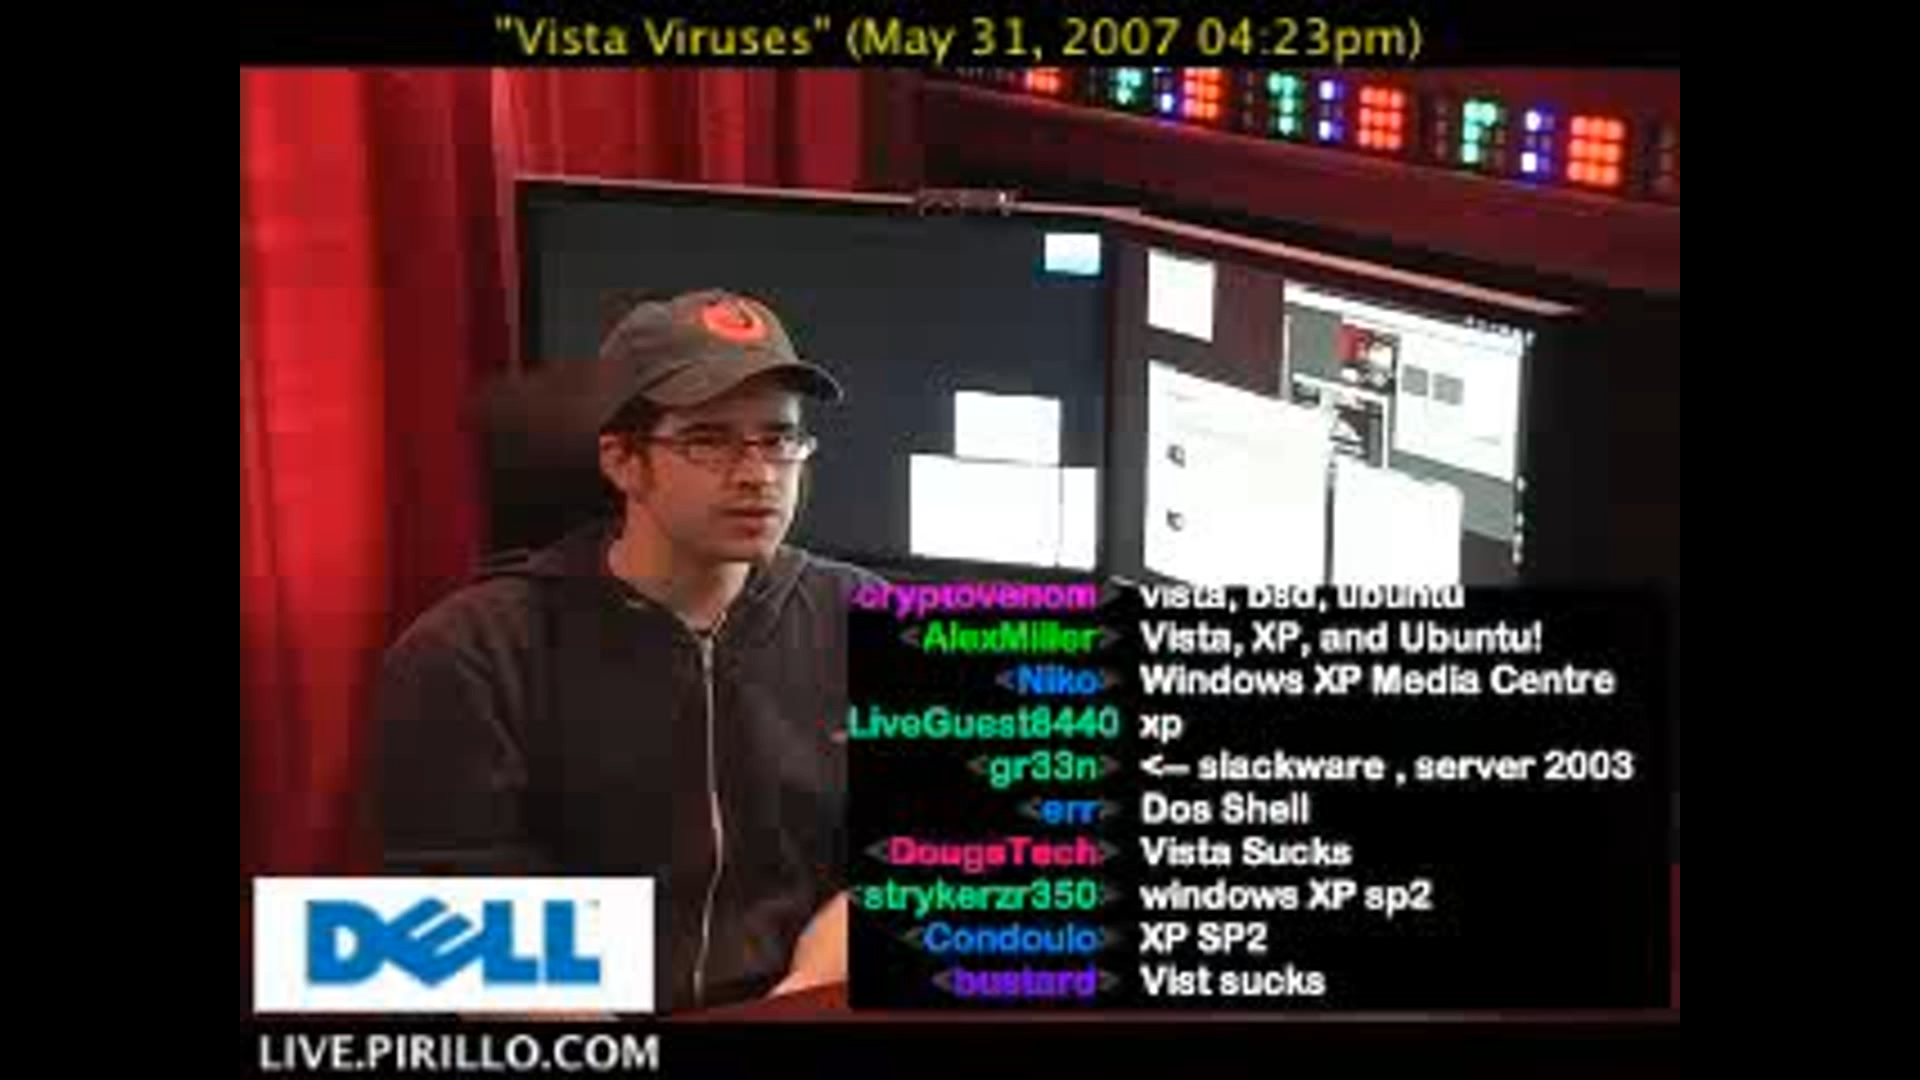 "Vista Viruses" (May 31, 2007 04:23pm)
cryptovenom> vista, bsd, ubuntu
<AlexMiller> Vista, XP, and Ubuntu!
<Niko> Windows XP Media Centre
LiveGuest8440 xp
<gr33n> <-- slackware , server 2003
<err> Dos Shell
<DougsTech> Vista Sucks
<strykerzr350> windows XP sp2
<Condoulo> XP SP2
<bustard> Vist sucks
DELL
LIVE.PIRILLO.COM